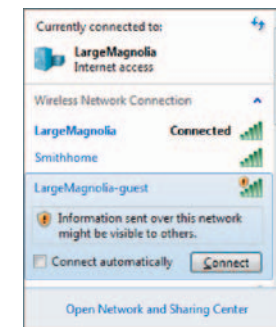 Currently connected to:
LargeMagnolia
Internet access
Wireless Network Connection
LargeMagnolia Connected
Smithhome
LargeMagnolia-guest
Information sent over this network
might be visible to others.
Connect automatically Connect
Open Network and Sharing Center